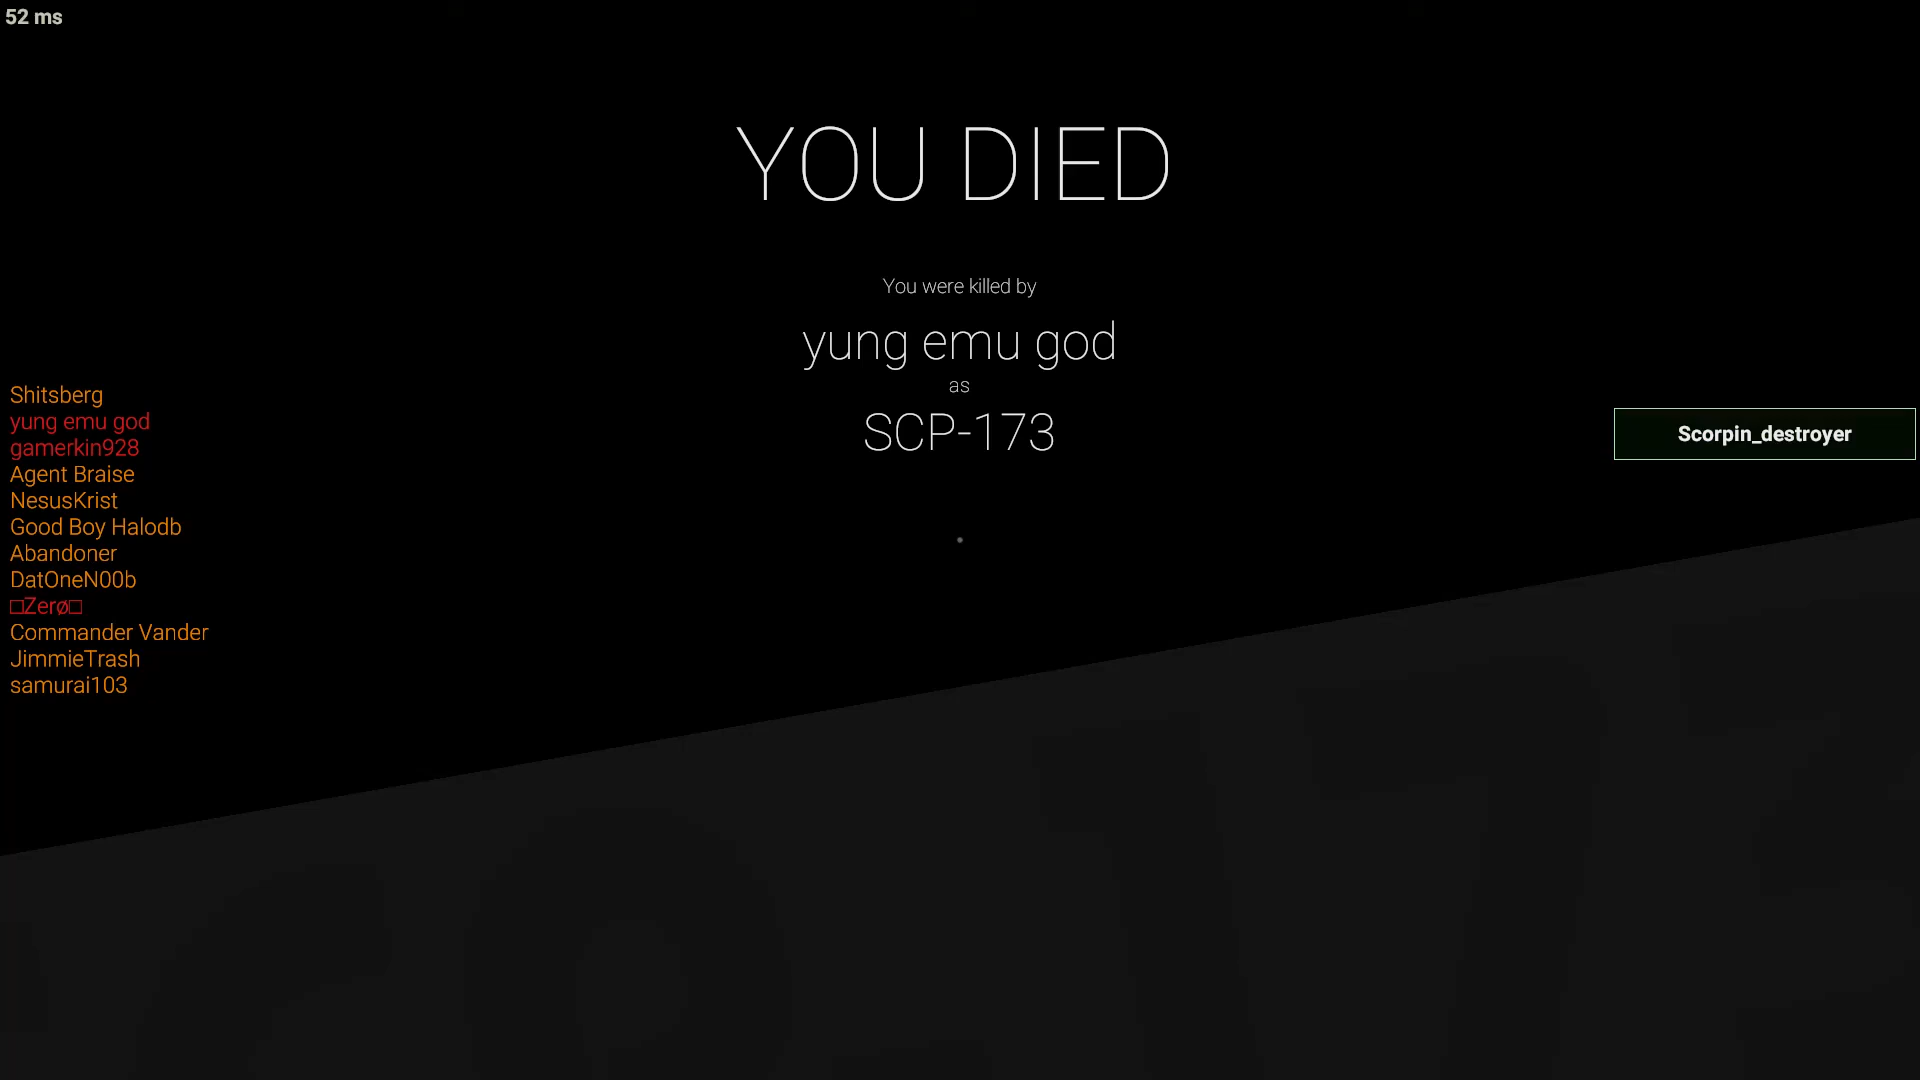 52 ms
YOU DIED
You were killed by
yung emu god
as
SCP-173
Shitsberg
yung emu god
gamerkin928
Agent Braise
NesusKrist
Good Boy Halodb
Abandoner
DatOneN00b
□Zerø□
Commander Vander
JimmieTrash
samurai103
Scorpin_destroyer